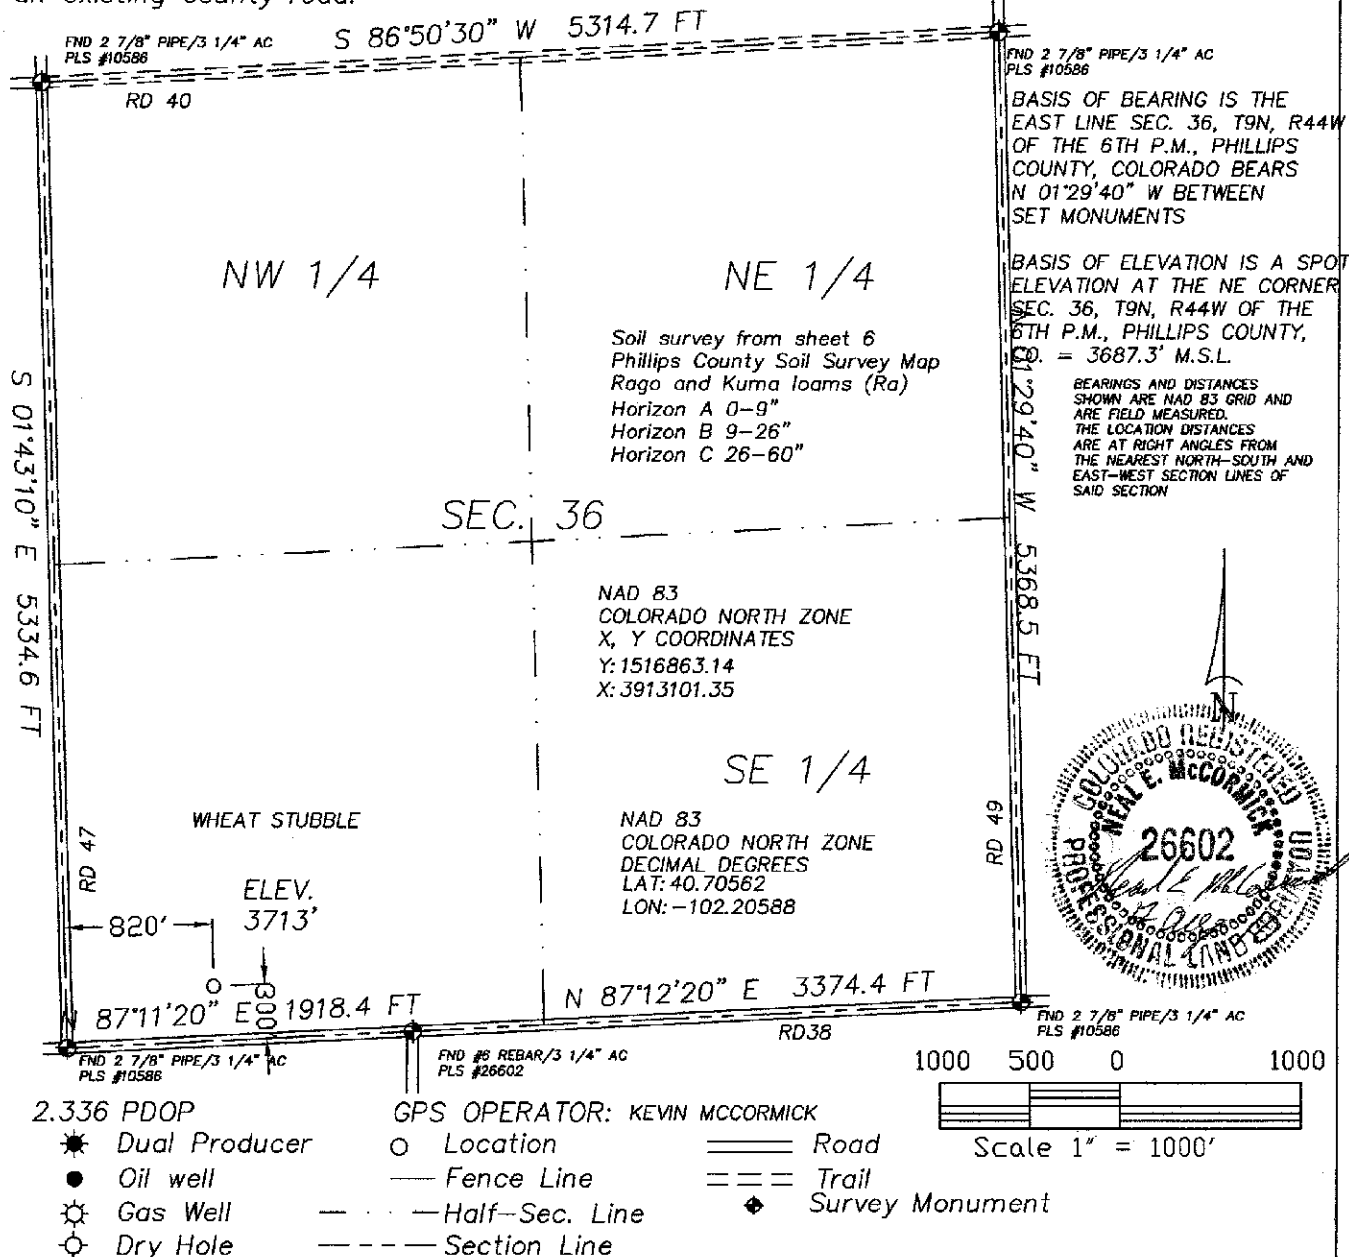 an existing county road.
FND 2 7/8" PIPE/3 1/4" AC
PLS #10586
S 86°50'30" W 5314.7 FT
FND 2 7/8" PIPE/3 1/4" AC
PLS #10586
RD 40
BASIS OF BEARING IS THE
EAST LINE SEC. 36, T9N, R44W
OF THE 6TH P.M., PHILLIPS
COUNTY, COLORADO BEARS
N 01°29'40" W BETWEEN
SET MONUMENTS
NW 1/4
NE 1/4
BASIS OF ELEVATION IS A SPOT
ELEVATION AT THE NE CORNER
SEC. 36, T9N, R44W OF THE
6TH P.M., PHILLIPS COUNTY,
CO. = 3687.3' M.S.L.
Soil survey from sheet 6
Phillips County Soil Survey Map
Rago and Kuma loams (Ra)
Horizon A 0-9"
Horizon B 9-26"
Horizon C 26-60"
BEARINGS AND DISTANCES
SHOWN ARE NAD 83 GRID AND
ARE FIELD MEASURED.
THE LOCATION DISTANCES
ARE AT RIGHT ANGLES FROM
THE NEAREST NORTH-SOUTH AND
EAST-WEST SECTION LINES OF
SAID SECTION
S 01°43'10" E 5334.6 FT
N 01°29'40" W 5368.5 FT
SEC. 36
NAD 83
COLORADO NORTH ZONE
X, Y COORDINATES
Y: 1516863.14
X: 3913101.35
N
SE 1/4
WHEAT STUBBLE
NAD 83
COLORADO NORTH ZONE
DECIMAL DEGREES
LAT: 40.70562
LON: -102.20588
RD 47
RD 49
COLORADO REGISTERED
NEAL E. McCORMICK
26602
PROFESSIONAL LAND
ELEV.
3713'
820'
300'
N 87°11'20" E 1918.4 FT
N 87°12'20" E 3374.4 FT
RD38
FND 2 7/8" PIPE/3 1/4" AC
PLS #10586
FND #6 REBAR/3 1/4" AC
PLS #26602
FND 2 7/8" PIPE/3 1/4" AC
PLS #10586
1000 500 0 1000
Scale 1" = 1000'
2.336 PDOP
GPS OPERATOR: KEVIN MCCORMICK
Dual Producer
Location
Road
Oil well
Fence Line
Trail
Gas Well
Half-Sec. Line
Survey Monument
Dry Hole
Section Line